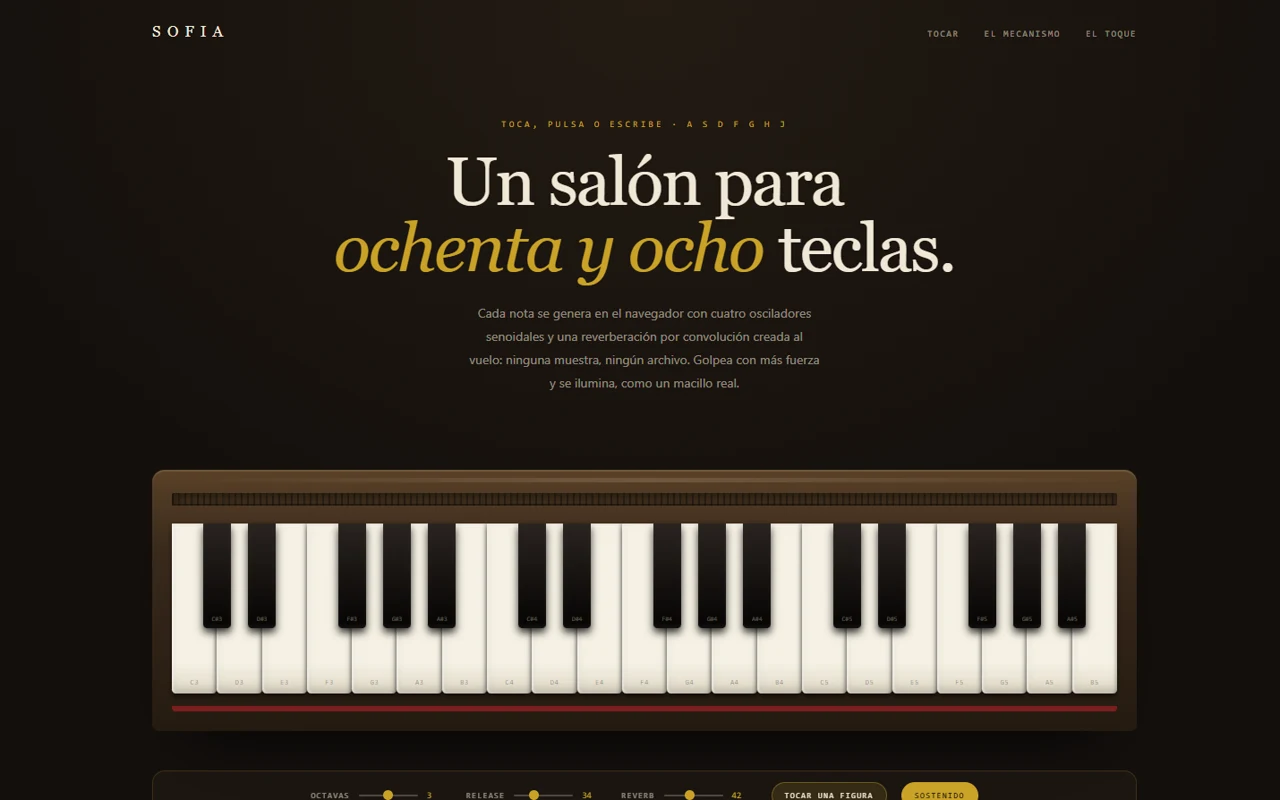 SOFIA
TOCAR EL MECANISMO EL TOQUE
TOCA, PULSA O ESCRIBE · A S D F G H J
Un salón para
ochenta y ocho teclas.
Cada nota se genera en el navegador con cuatro osciladores
senoidales y una reverberación por convolución creada al
vuelo: ninguna muestra, ningún archivo. Golpea con más fuerza
y se ilumina, como un macillo real.
C#3 D#3 F#3 G#3 A#3 C#4 D#4 F#4 G#4 A#4 C#5 D#5 F#5 G#5 A#5
C3 D3 E3 F3 G3 A3 B3 C4 D4 E4 F4 G4 A4 B4 C5 D5 E5 F5 G5 A5 B5
OCTAVAS 3 RELEASE 34 REVERB 42 TOCAR UNA FIGURA SOSTENIDO